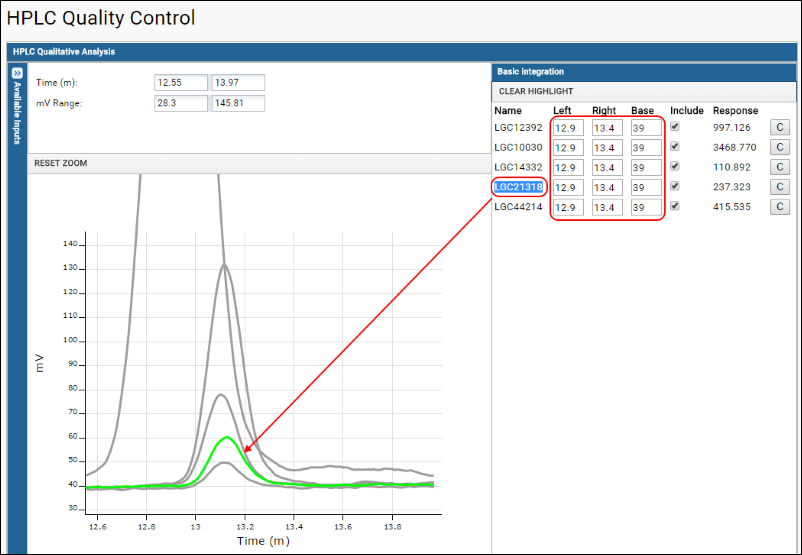 HPLC Quality Control
HPLC Qualitative Analysis
Available Inputs
Time (m): 12.55 13.97
mV Range: 28.3 145.81
RESET ZOOM
140
130
120
110
100
90
80
70
60
50
40
30
mV
12.6 12.8 13 13.2 13.4 13.6 13.8
Time (m)
Basic Integration
CLEAR HIGHLIGHT
Name Left Right Base Include Response
LGC12392 12.9 13.4 39 997.126 C
LGC10030 12.9 13.4 39 3468.770 C
LGC14332 12.9 13.4 39 110.892 C
LGC21318 12.9 13.4 39 237.323 C
LGC44214 12.9 13.4 39 415.535 C